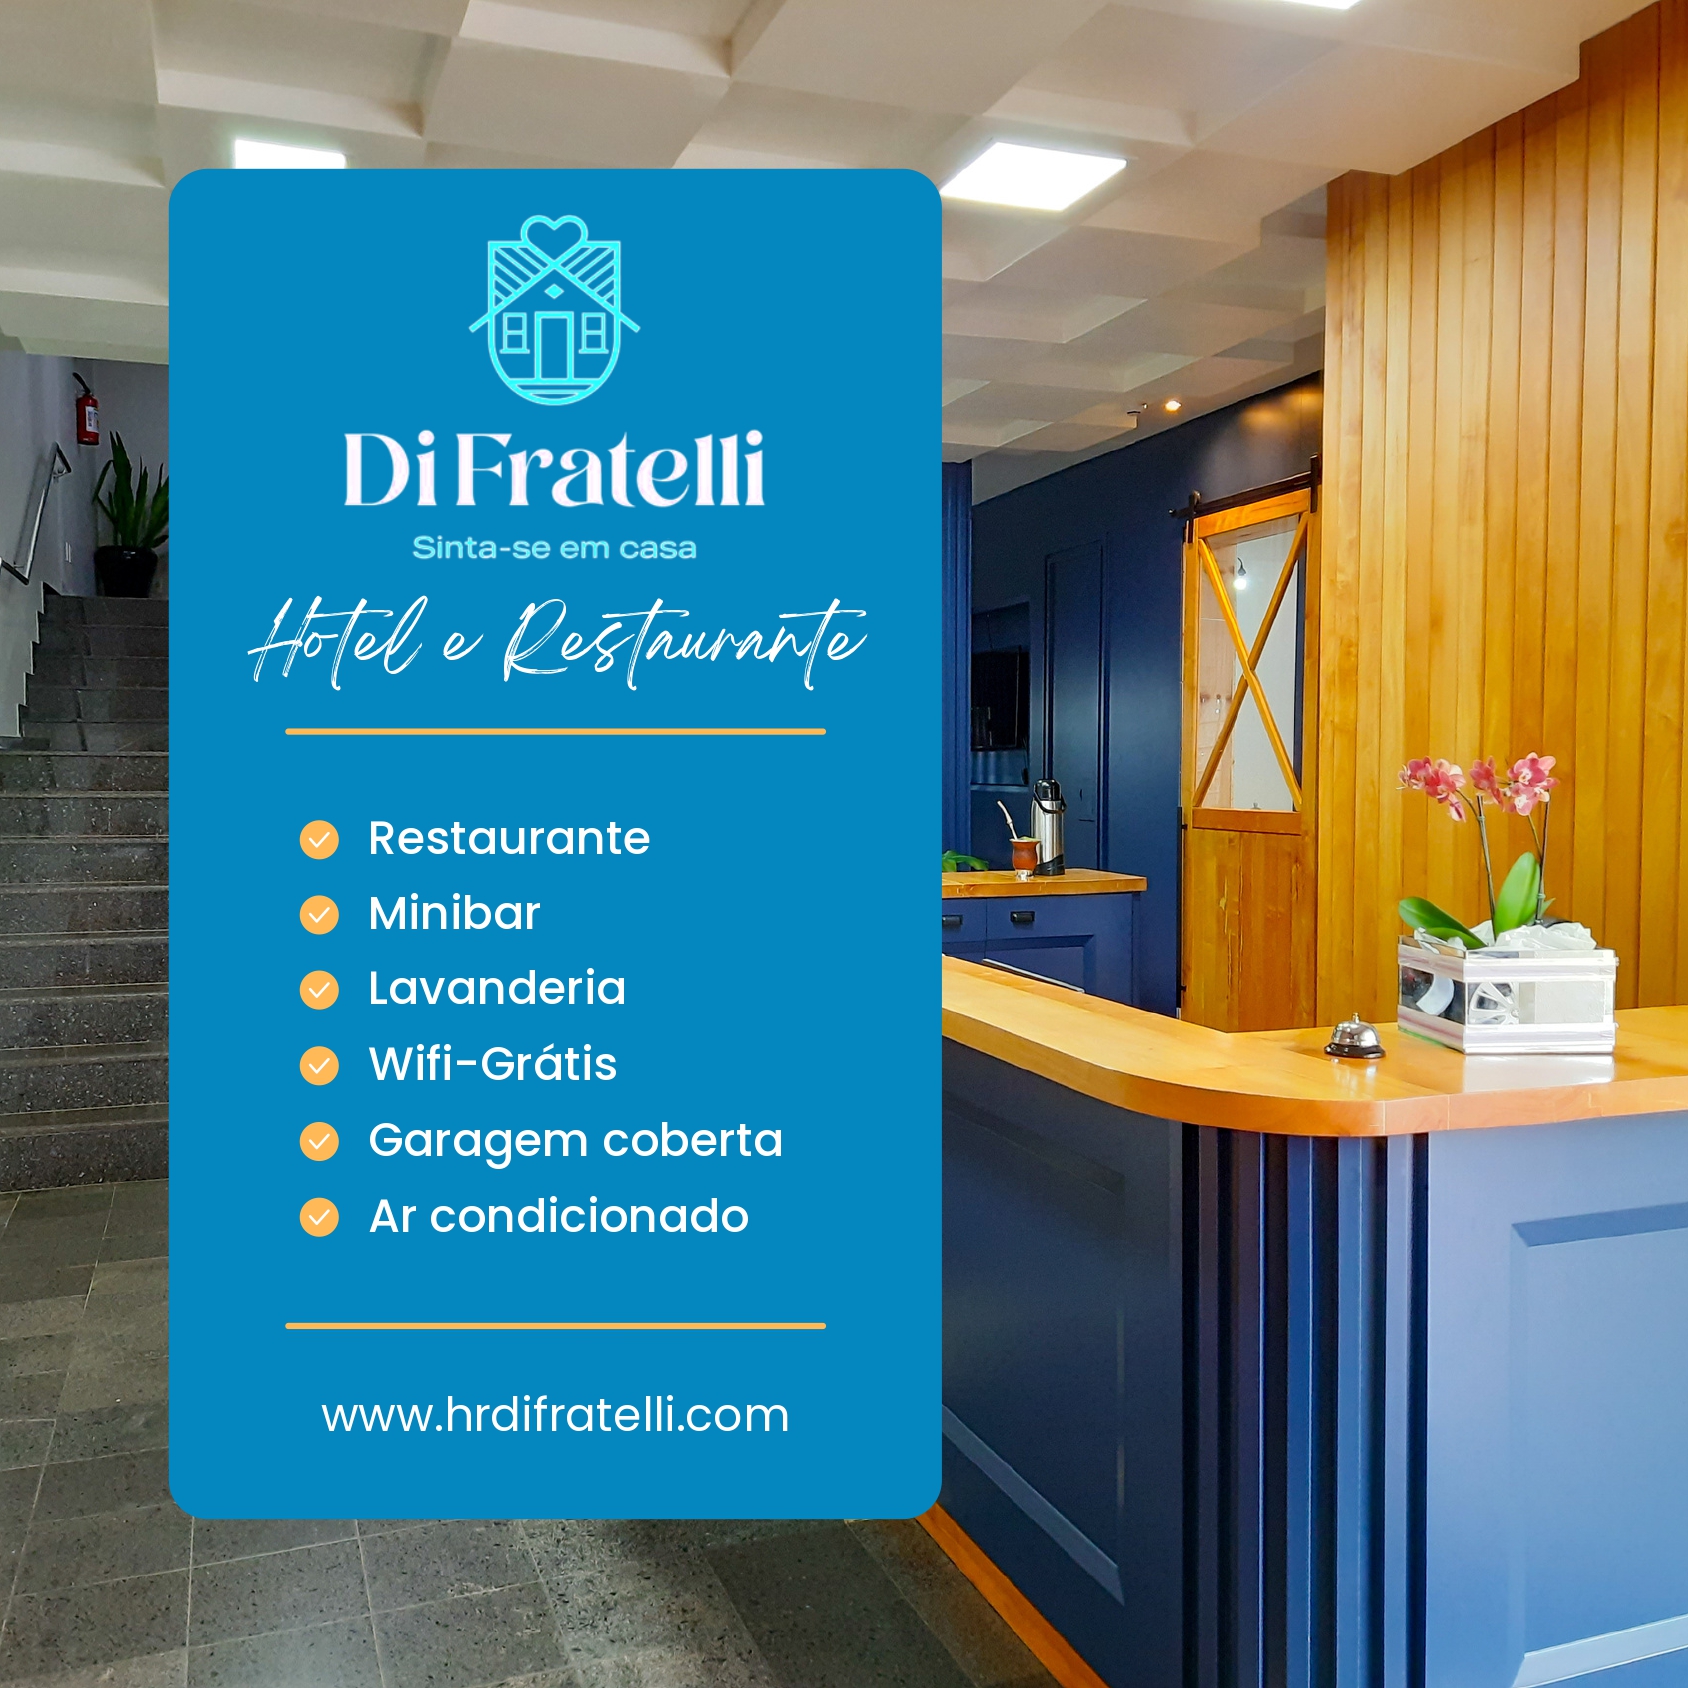 Di Fratelli
Sinta-se em casa
Hotel e Restaurante
Restaurante
Minibar
Lavanderia
Wifi-Grátis
Garagem coberta
Ar condicionado
www.hrdifratelli.com